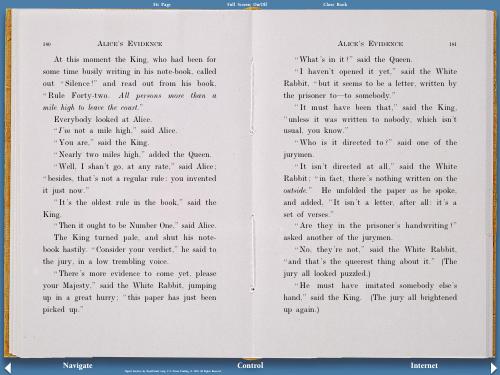 Fit Page
Full Screen On/Off
Close Book
180
ALICE'S EVIDENCE
At this moment the King, who had been for
some time busily writing in his note-book, called
out “Silence!” and read out from his book,
“Rule Forty-two. All persons more than a
mile high to leave the court.”
Everybody looked at Alice.
“I'm not a mile high,” said Alice.
“You are,” said the King.
“Nearly two miles high,” added the Queen.
“Well, I shan't go, at any rate,” said Alice;
“besides, that's not a regular rule: you invented
it just now.”
“It's the oldest rule in the book,” said the
King.
“Then it ought to be Number One,” said Alice.
The King turned pale, and shut his note-
book hastily. “Consider your verdict,” he said to
the jury, in a low trembling voice.
“There's more evidence to come yet, please
your Majesty,” said the White Rabbit, jumping
up in a great hurry; “this paper has just been
picked up.”
ALICE'S EVIDENCE
181
“What's in it?” said the Queen.
“I haven't opened it yet,” said the White
Rabbit, “but it seems to be a letter, written by
the prisoner to—to somebody.”
“It must have been that,” said the King,
“unless it was written to nobody, which isn't
usual, you know.”
“Who is it directed to?” said one of the
jurymen.
“It isn't directed at all,” said the White
Rabbit; “in fact, there's nothing written on the
outside.” He unfolded the paper as he spoke,
and added, “It isn't a letter, after all: it's a
set of verses.”
“Are they in the prisoner's handwriting?”
asked another of the jurymen.
“No, they're not,” said the White Rabbit,
“and that's the queerest thing about it.” (The
jury all looked puzzled.)
“He must have imitated somebody else's
hand,” said the King. (The jury all brightened
up again.)
Navigate
Control
Internet